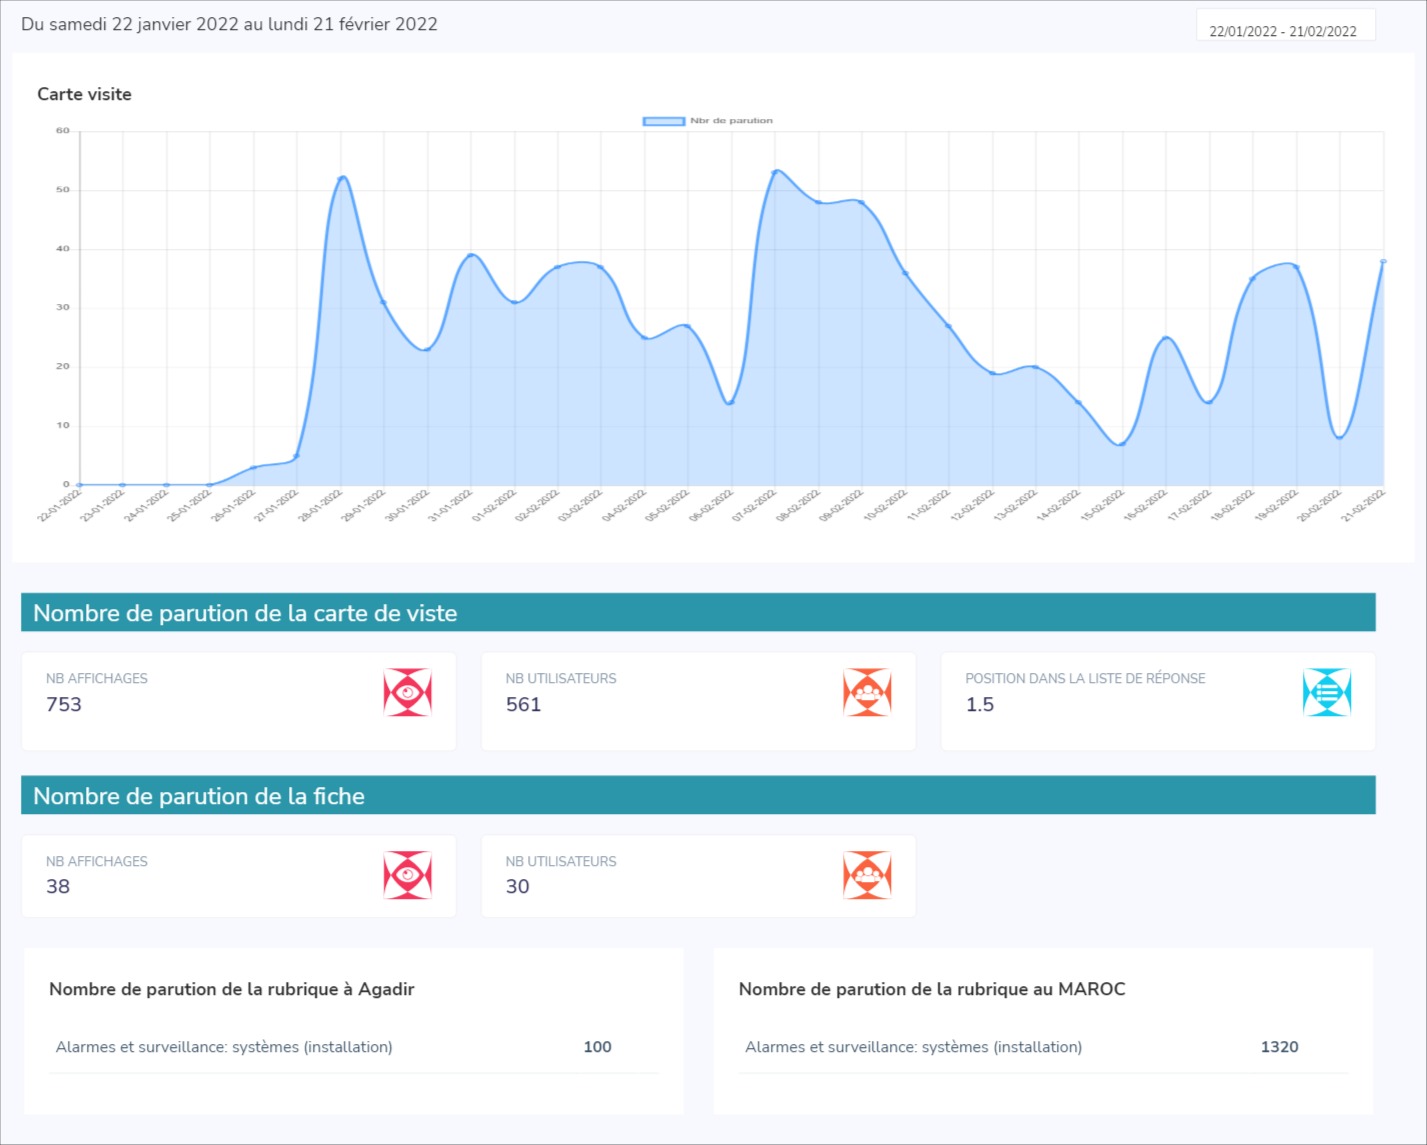 Du samedi 22 janvier 2022 au lundi 21 février 2022
22/01/2022 - 21/02/2022
Carte visite
Nbr de parution
60
50
40
30
20
10
0
22-01-2022
23-01-2022
24-01-2022
25-01-2022
26-01-2022
27-01-2022
28-01-2022
29-01-2022
30-01-2022
31-01-2022
01-02-2022
02-02-2022
03-02-2022
04-02-2022
05-02-2022
06-02-2022
07-02-2022
08-02-2022
09-02-2022
10-02-2022
11-02-2022
12-02-2022
13-02-2022
14-02-2022
15-02-2022
16-02-2022
17-02-2022
18-02-2022
19-02-2022
20-02-2022
21-02-2022
Nombre de parution de la carte de viste
NB AFFICHAGES
753
NB UTILISATEURS
561
POSITION DANS LA LISTE DE RÉPONSE
1.5
Nombre de parution de la fiche
NB AFFICHAGES
38
NB UTILISATEURS
30
Nombre de parution de la rubrique à Agadir
Alarmes et surveillance: systèmes (installation) 100
Nombre de parution de la rubrique au MAROC
Alarmes et surveillance: systèmes (installation) 1320